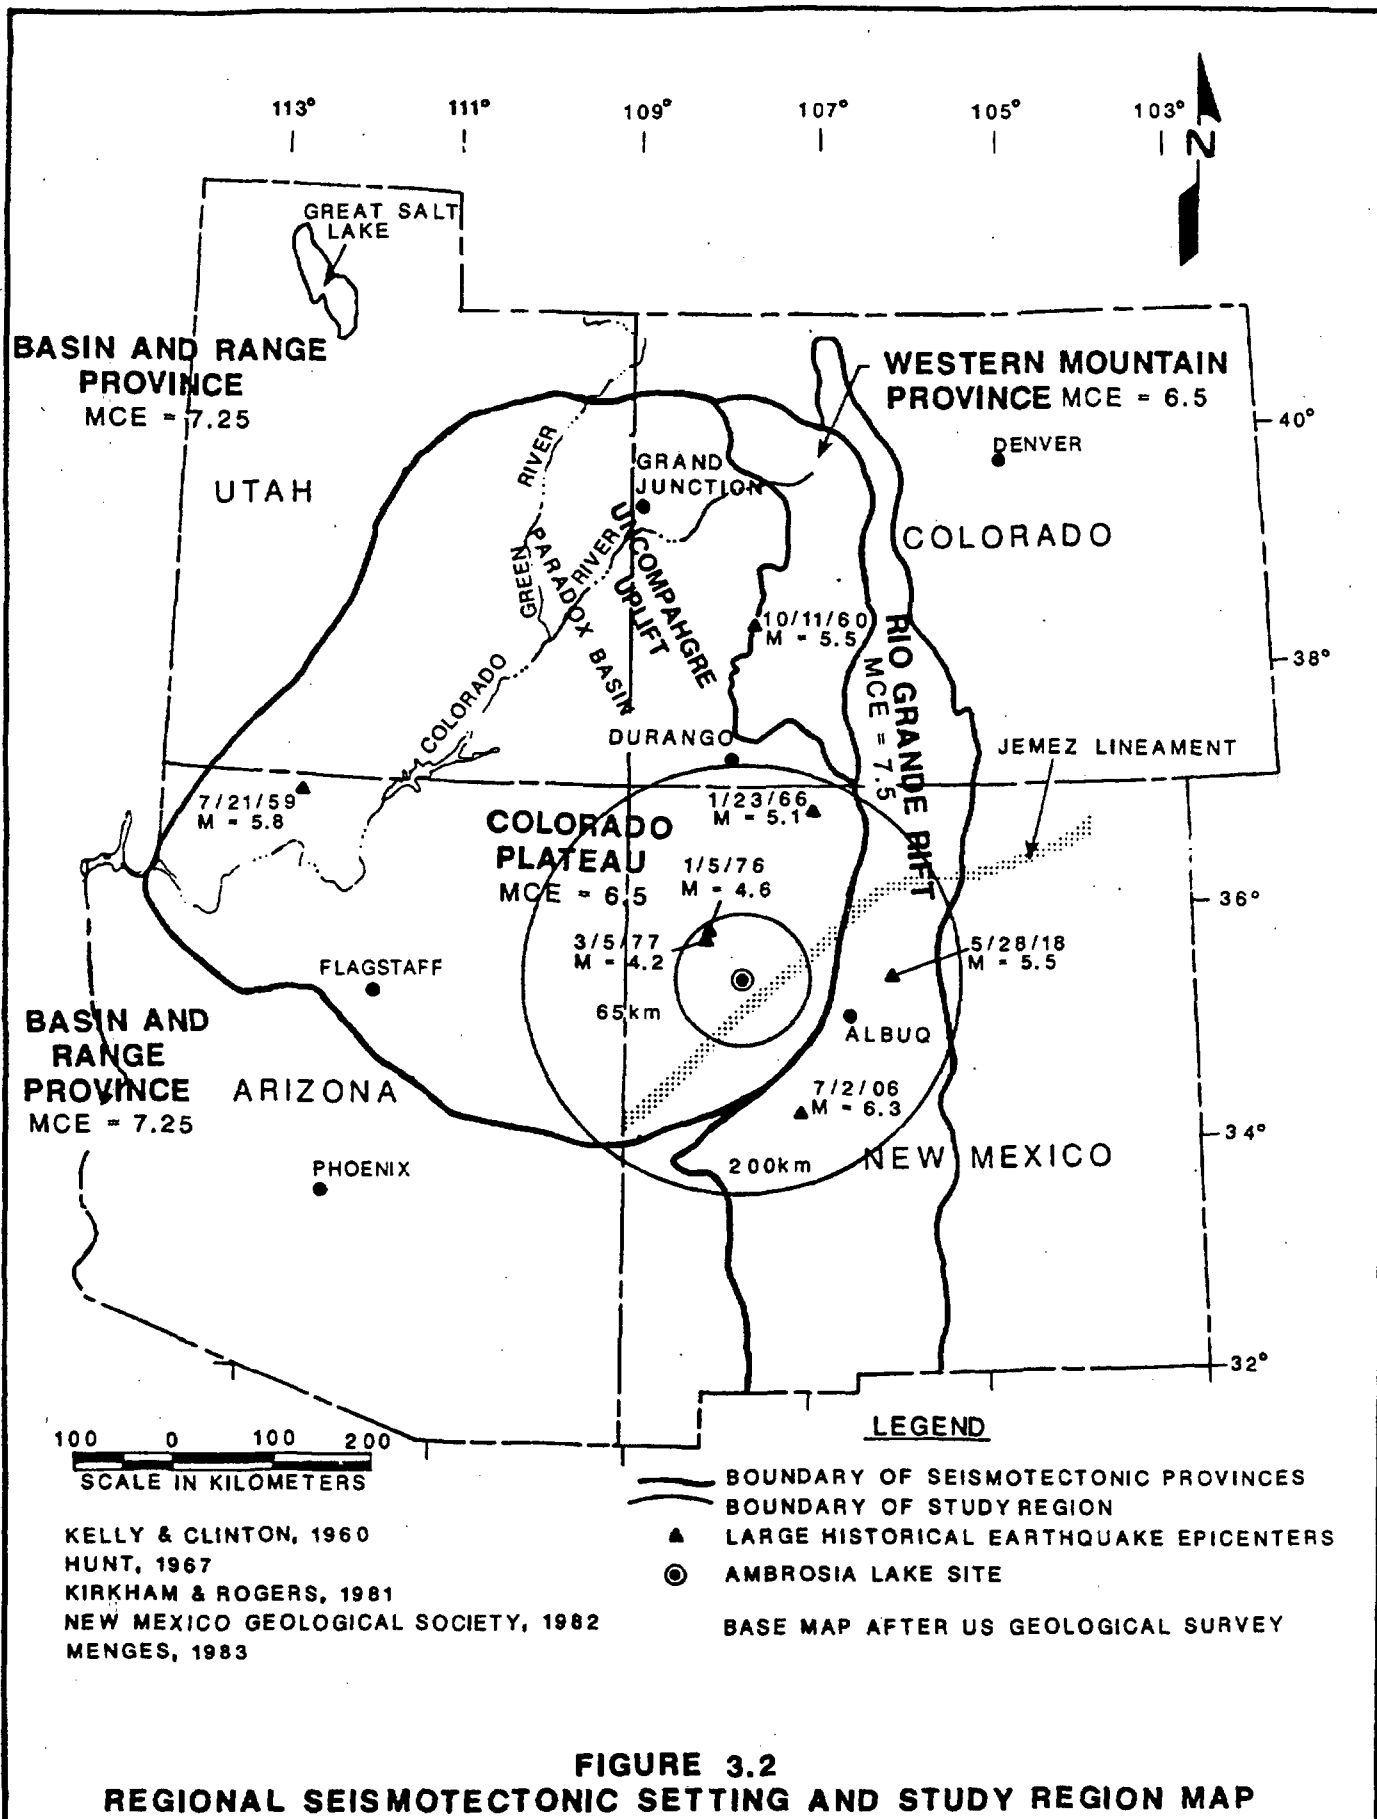 113° 111° 109° 107° 105° 103°
N
GREAT SALT
LAKE
BASIN AND RANGE
PROVINCE
MCE = 7.25
WESTERN MOUNTAIN
PROVINCE MCE = 6.5
40°
DENVER
UTAH
RIVER
GREEN
GRAND
JUNCTION
COLORADO
PARADOX BASIN
RIVER
COLORADO
UNCOMPAHGRE
UPLIFT
10/11/60
M = 5.5
RIO GRANDE RIFT
MCE = 7.5
38°
DURANGO
JEMEZ LINEAMENT
7/21/59
M = 5.8
1/23/66
M = 5.1
COLORADO
PLATEAU
MCE = 6.5
1/5/76
M = 4.6
36°
3/5/77
M = 4.2
5/28/18
M = 5.5
FLAGSTAFF
65km
ALBUQ
BASIN AND
RANGE
PROVINCE
MCE = 7.25
ARIZONA
7/2/06
M = 6.3
34°
NEW MEXICO
PHOENIX
200km
32°
100 0 100 200
SCALE IN KILOMETERS
LEGEND
BOUNDARY OF SEISMOTECTONIC PROVINCES
BOUNDARY OF STUDY REGION
LARGE HISTORICAL EARTHQUAKE EPICENTERS
AMBROSIA LAKE SITE
BASE MAP AFTER US GEOLOGICAL SURVEY
KELLY & CLINTON, 1960
HUNT, 1967
KIRKHAM & ROGERS, 1981
NEW MEXICO GEOLOGICAL SOCIETY, 1982
MENGES, 1983
FIGURE 3.2
REGIONAL SEISMOTECTONIC SETTING AND STUDY REGION MAP